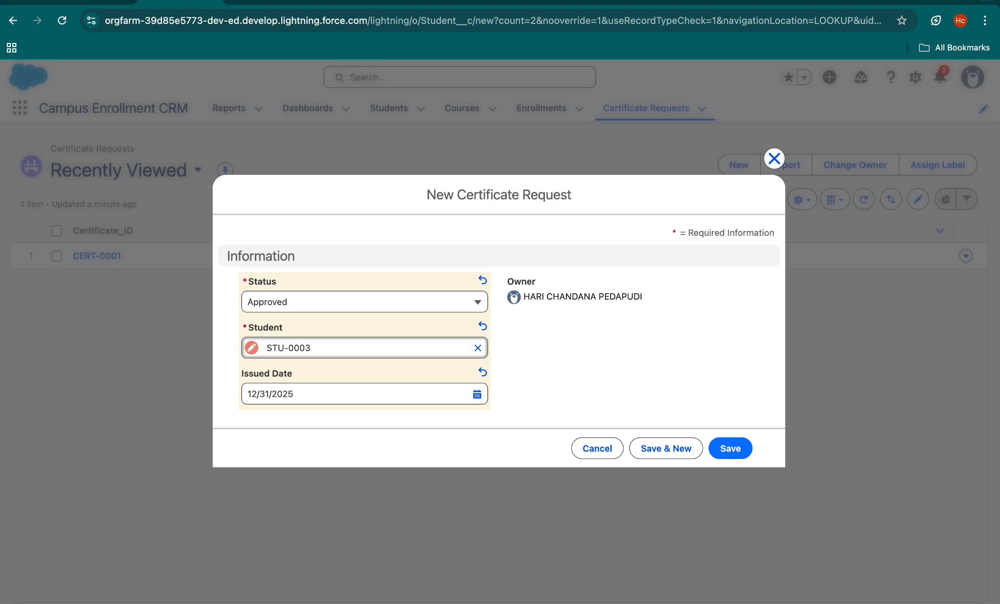 orgfarm-39d85e5773-dev-ed.develop.lightning.force.com/lightning/o/Student__c/new?count=2&nooverride=1&useRecordTypeCheck=1&navigationLocation=LOOKUP&uid...
Hc
All Bookmarks
Search...
2
Campus Enrollment CRM
Reports
Dashboards
Students
Courses
Enrollments
Certificate Requests
Certificate Requests
Recently Viewed
New
port
Change Owner
Assign Label
1 item • Updated a minute ago
Certificate_ID
1
CERT-0001
New Certificate Request
* = Required Information
Information
*Status
Approved
Owner
HARI CHANDANA PEDAPUDI
*Student
STU-0003
Issued Date
12/31/2025
Cancel
Save & New
Save